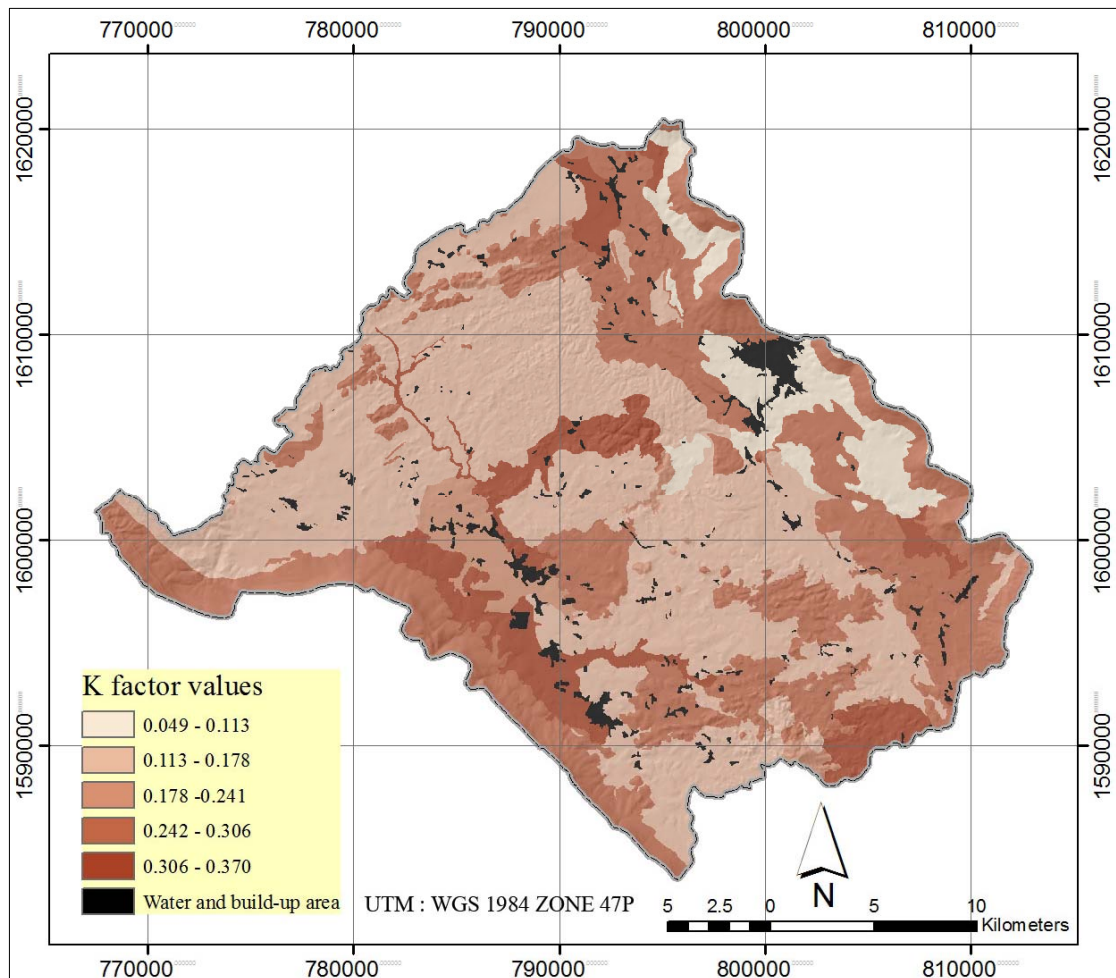 770000 780000 790000 800000 810000
1620000 1620000
1610000 1610000
1600000 1600000
1590000 1590000
K factor values
0.049 - 0.113
0.113 - 0.178
0.178 -0.241
0.242 - 0.306
0.306 - 0.370
Water and build-up area
UTM : WGS 1984 ZONE 47P
N
5 2.5 0 5 10
Kilometers
770000 780000 790000 800000 810000